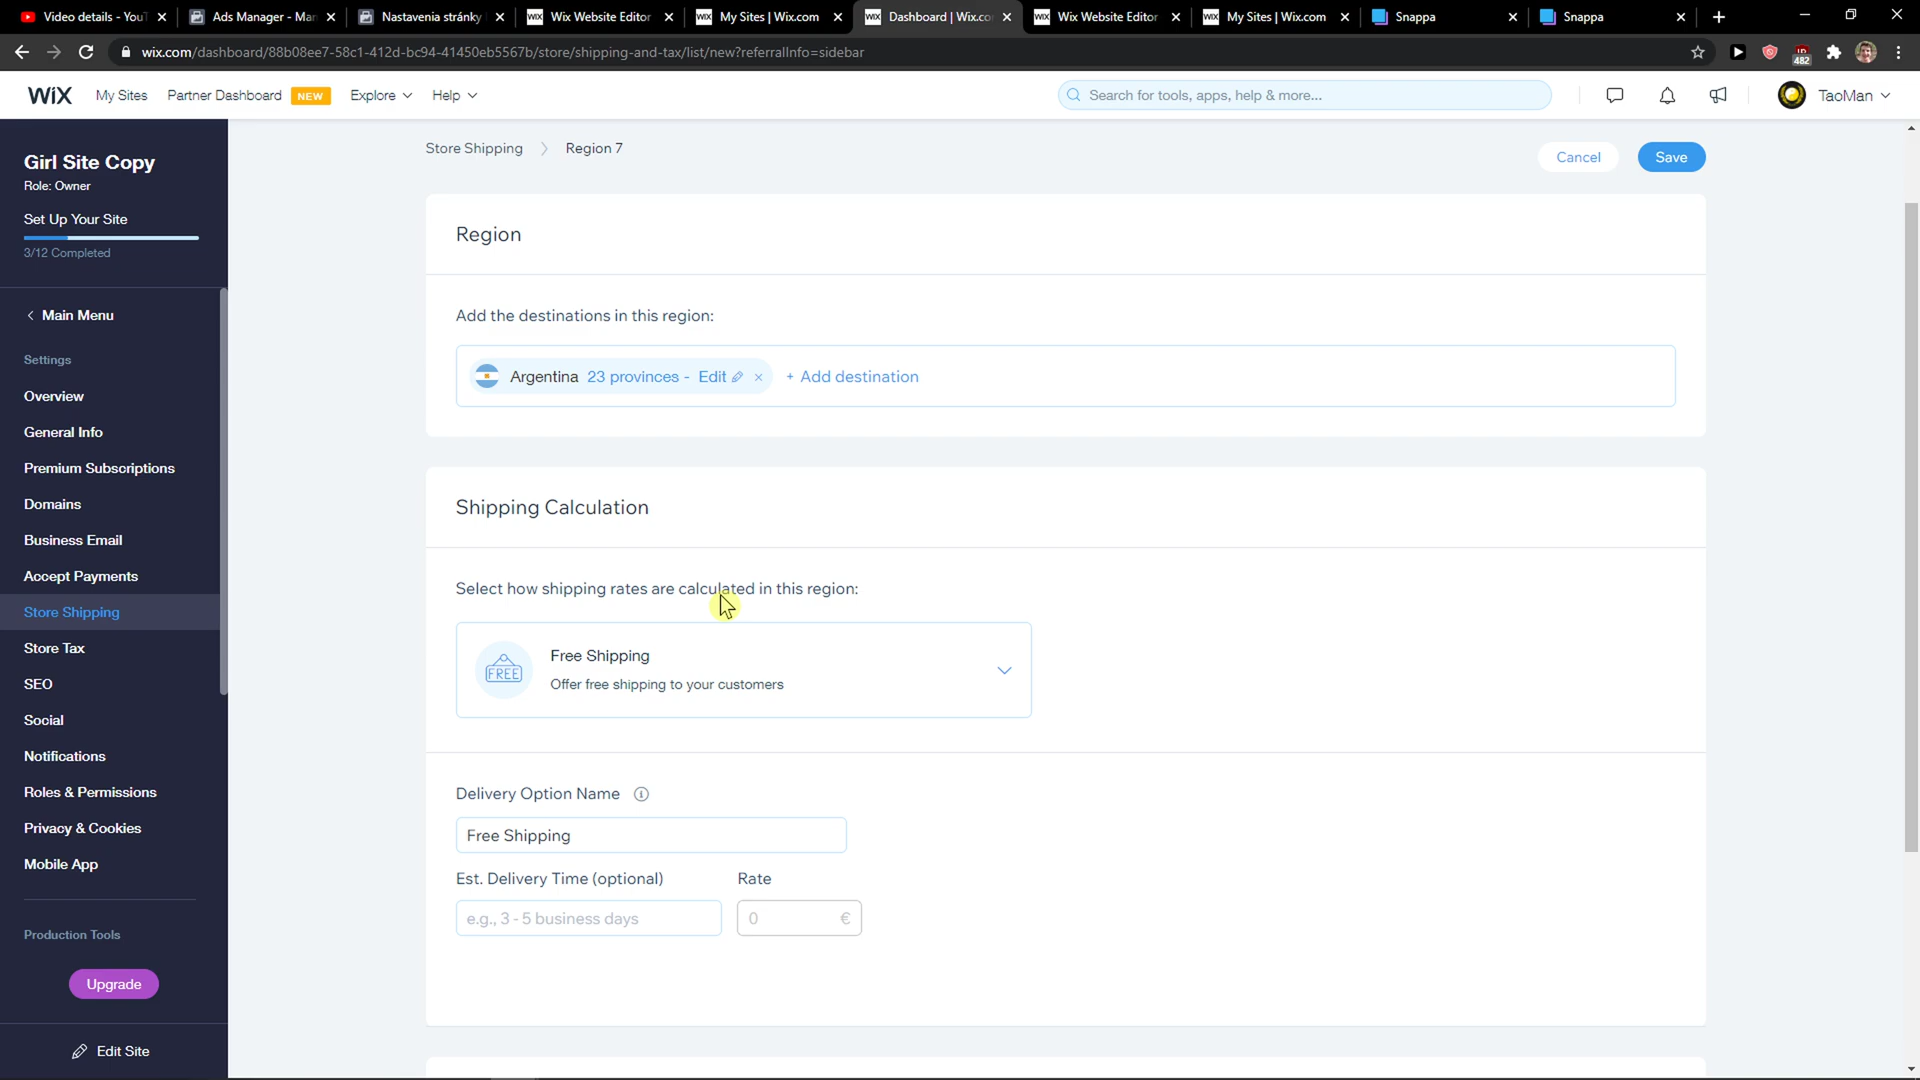 Video details - YouT
Ads Manager - Man
Nastavenia stránky
WIX Wix Website Editor
WIX My Sites | Wix.com
WIX Dashboard | Wix.co
WIX Wix Website Editor
WIX My Sites | Wix.com
Snappa
Snappa
wix.com/dashboard/88b08ee7-58c1-412d-bc94-41450eb5567b/store/shipping-and-tax/list/new?referralInfo=sidebar
482
WiX My Sites Partner Dashboard NEW Explore Help Search for tools, apps, help & more... TaoMan
Girl Site Copy
Role: Owner
Set Up Your Site
3/12 Completed
Main Menu
Settings
Overview
General Info
Premium Subscriptions
Domains
Business Email
Accept Payments
Store Shipping
Store Tax
SEO
Social
Notifications
Roles & Permissions
Privacy & Cookies
Mobile App
Production Tools
Upgrade
Edit Site
Store Shipping Region 7
Cancel Save
Region
Add the destinations in this region:
Argentina 23 provinces - Edit + Add destination
Shipping Calculation
Select how shipping rates are calculated in this region:
FREE
Free Shipping
Offer free shipping to your customers
Delivery Option Name
Free Shipping
Est. Delivery Time (optional) Rate
e.g., 3 - 5 business days 0 €